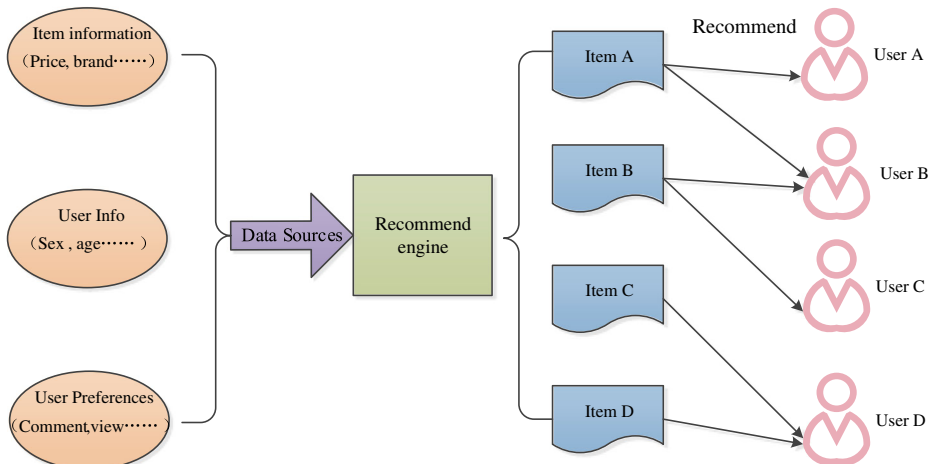 Item information
（Price, brand……）
User Info
（Sex , age…… ）
User Preferences
（Comment,view…… ）
Data Sources
Recommend
engine
Item A
Item B
Item C
Item D
Recommend
User A
User B
User C
User D